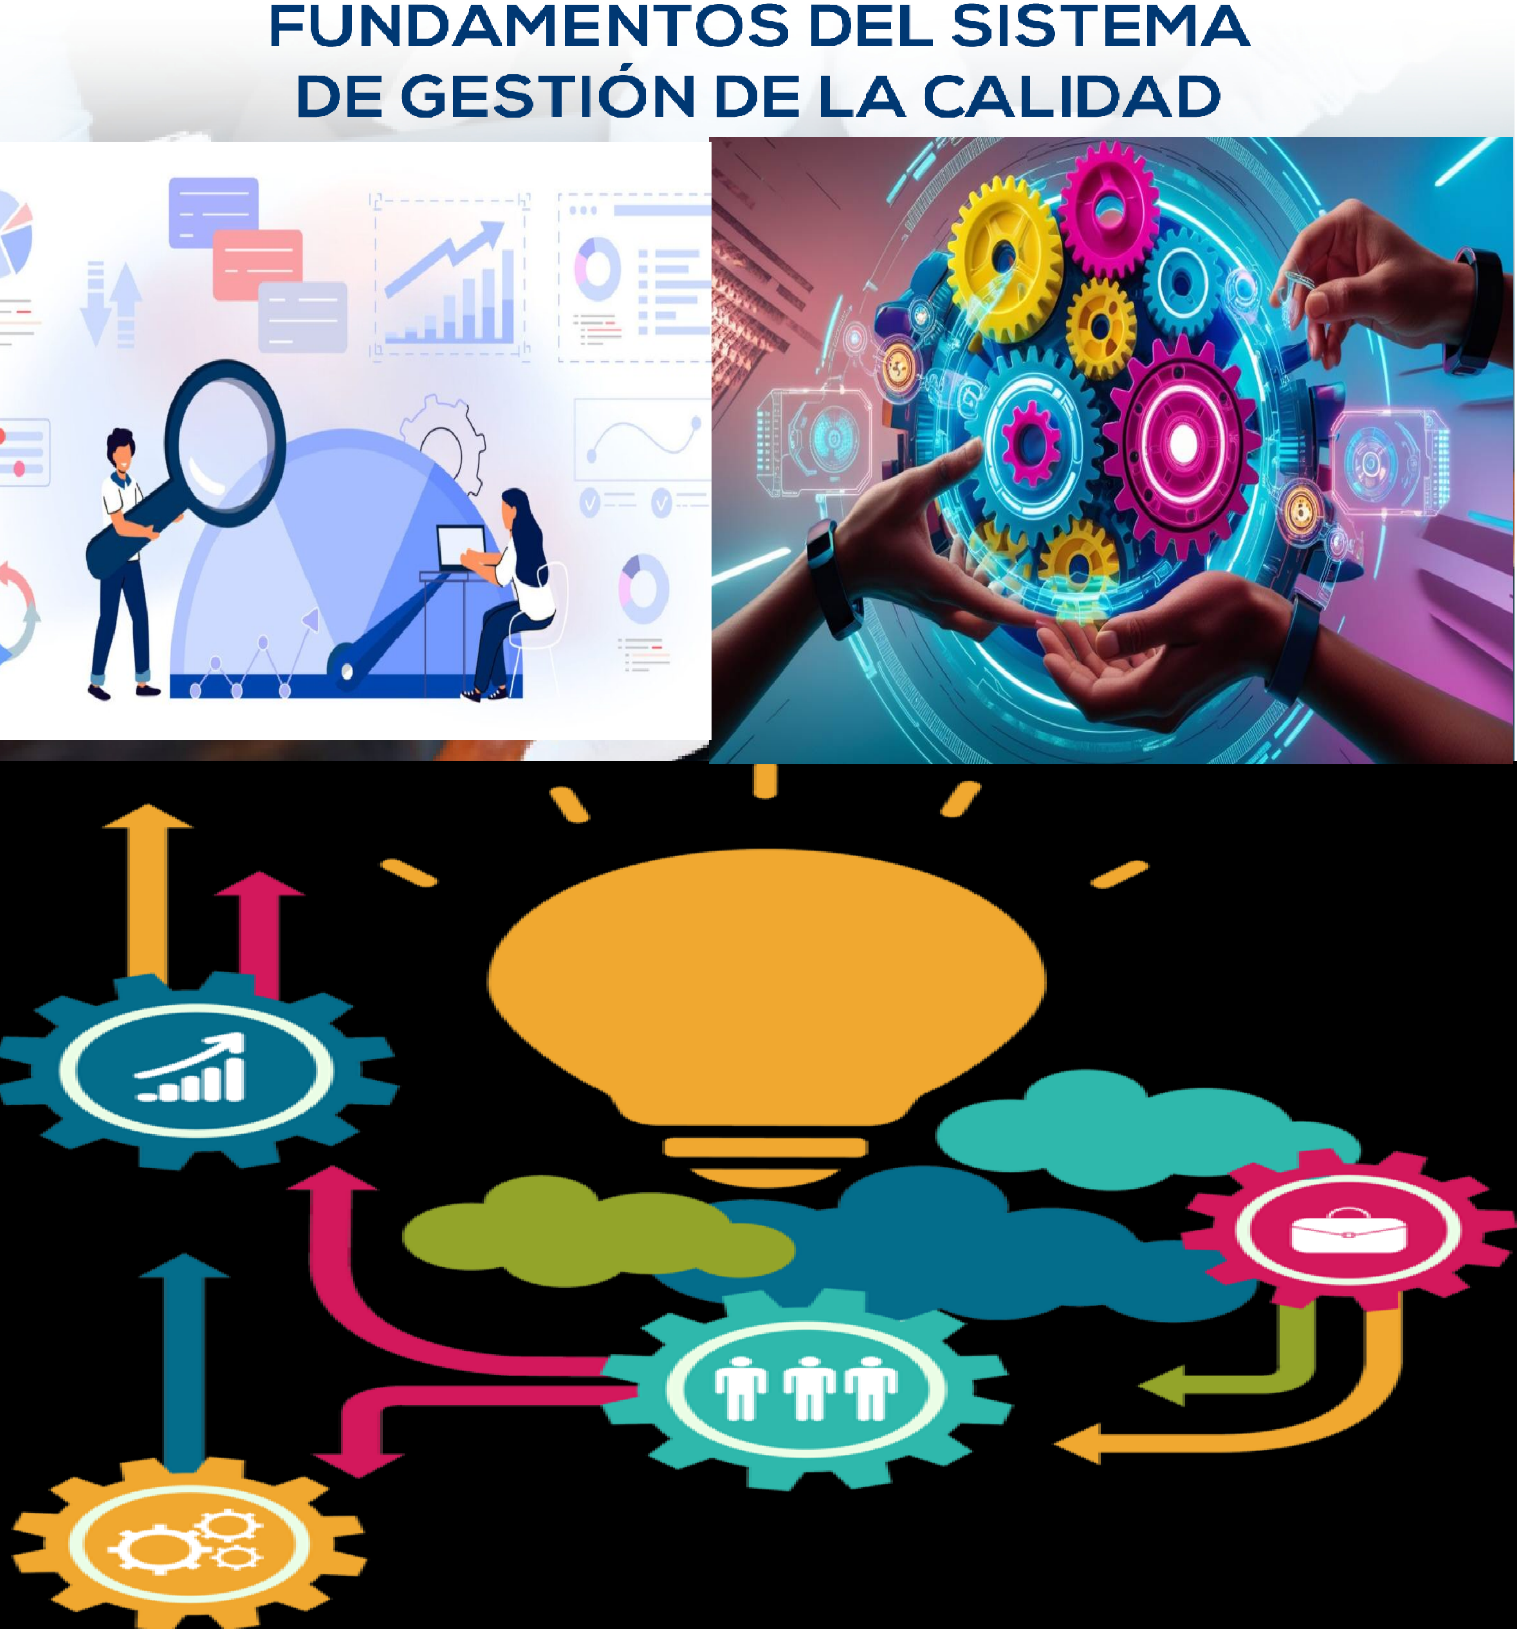 FUNDAMENTOS DEL SISTEMA
DE GESTIÓN DE LA CALIDAD